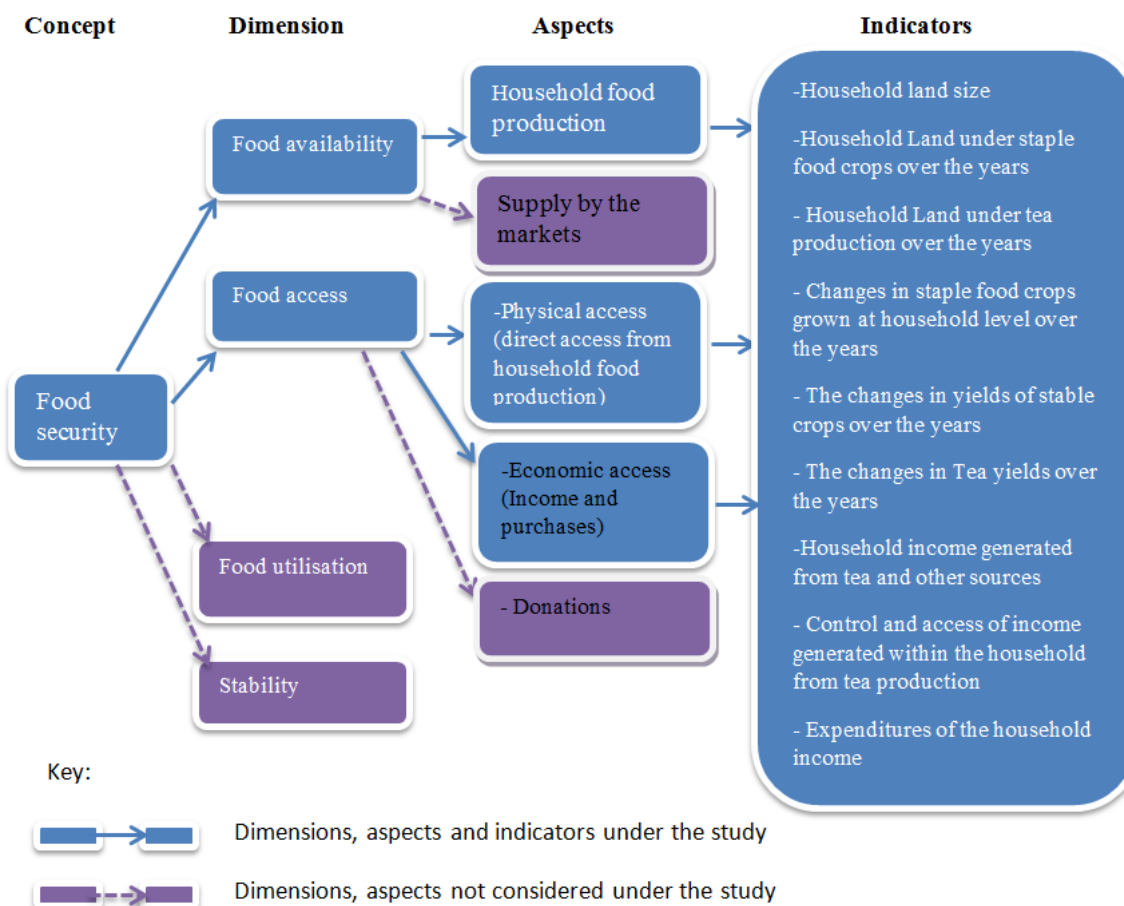 Concept
Dimension
Aspects
Indicators
Food
security
Food availability
Food access
Food utilisation
Stability
Household food
production
Supply by the
markets
-Physical access
(direct access from
household food
production)
-Economic access
(Income and
purchases)
- Donations
-Household land size
-Household Land under staple
food crops over the years
- Household Land under tea
production over the years
- Changes in staple food crops
grown at household level over
the years
- The changes in yields of stable
crops over the years
- The changes in Tea yields over
the years
-Household income generated
from tea and other sources
- Control and access of income
generated within the household
from tea production
- Expenditures of the household
income
Key:
Dimensions, aspects and indicators under the study
Dimensions, aspects not considered under the study